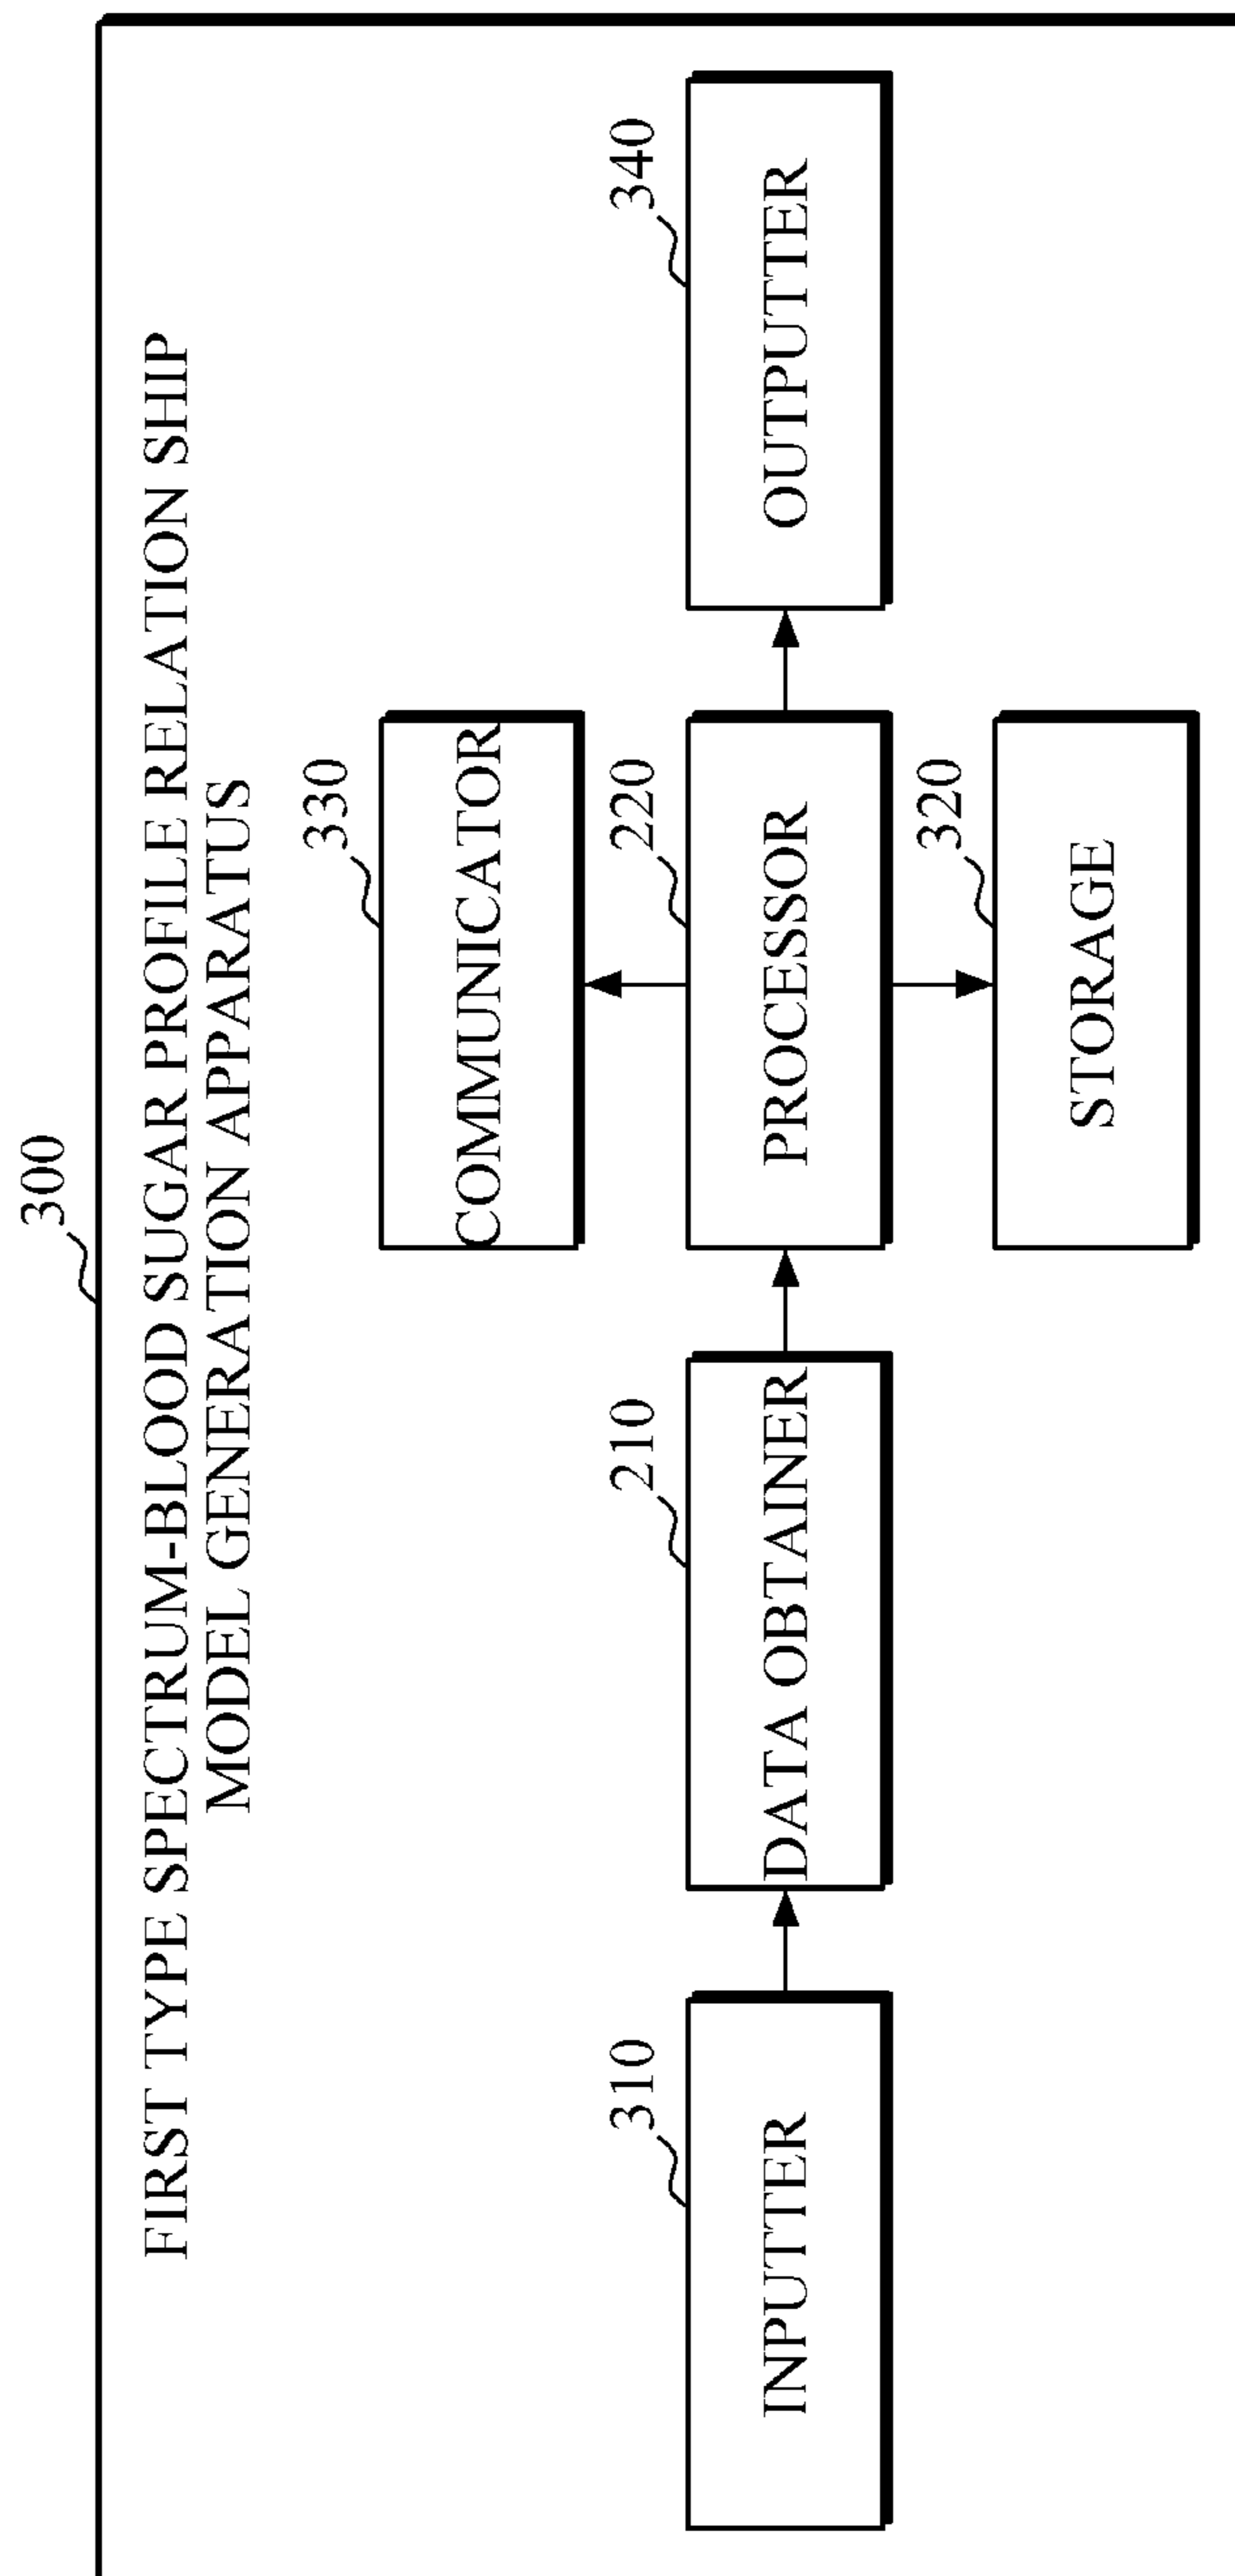 300
FIRST TYPE SPECTRUM-BLOOD SUGAR PROFILE RELATION SHIP
MODEL GENERATION APPARATUS
330
COMMUNICATOR
310
INPUTTER
210
DATA OBTAINER
220
PROCESSOR
340
OUTPUTTER
320
STORAGE